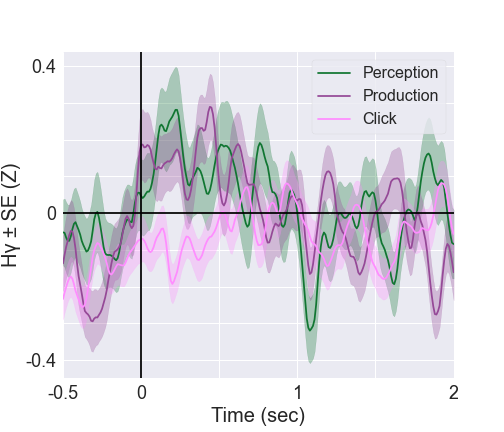 Perception
Production
Click
0.4
0
-0.4
Hγ ± SE (Z)
-0.5 0 1 2
Time (sec)